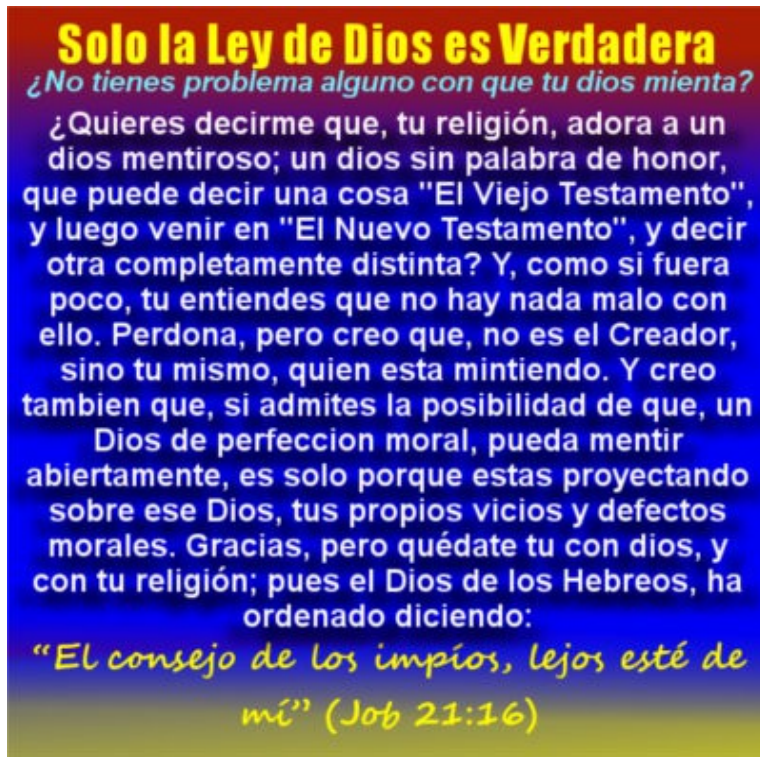 Solo la Ley de Dios es Verdadera
¿No tienes problema alguno con que tu dios mienta?
¿Quieres decirme que, tu religión, adora a un
dios mentiroso; un dios sin palabra de honor,
que puede decir una cosa "El Viejo Testamento",
y luego venir en "El Nuevo Testamento", y decir
otra completamente distinta? Y, como si fuera
poco, tu entiendes que no hay nada malo con
ello. Perdona, pero creo que, no es el Creador,
sino tu mismo, quien esta mintiendo. Y creo
tambien que, si admites la posibilidad de que, un
Dios de perfeccion moral, pueda mentir
abiertamente, es solo porque estas proyectando
sobre ese Dios, tus propios vicios y defectos
morales. Gracias, pero quédate tu con dios, y
con tu religión; pues el Dios de los Hebreos, ha
ordenado diciendo:
“El consejo de los impíos, lejos esté de
mí” (Job 21:16)